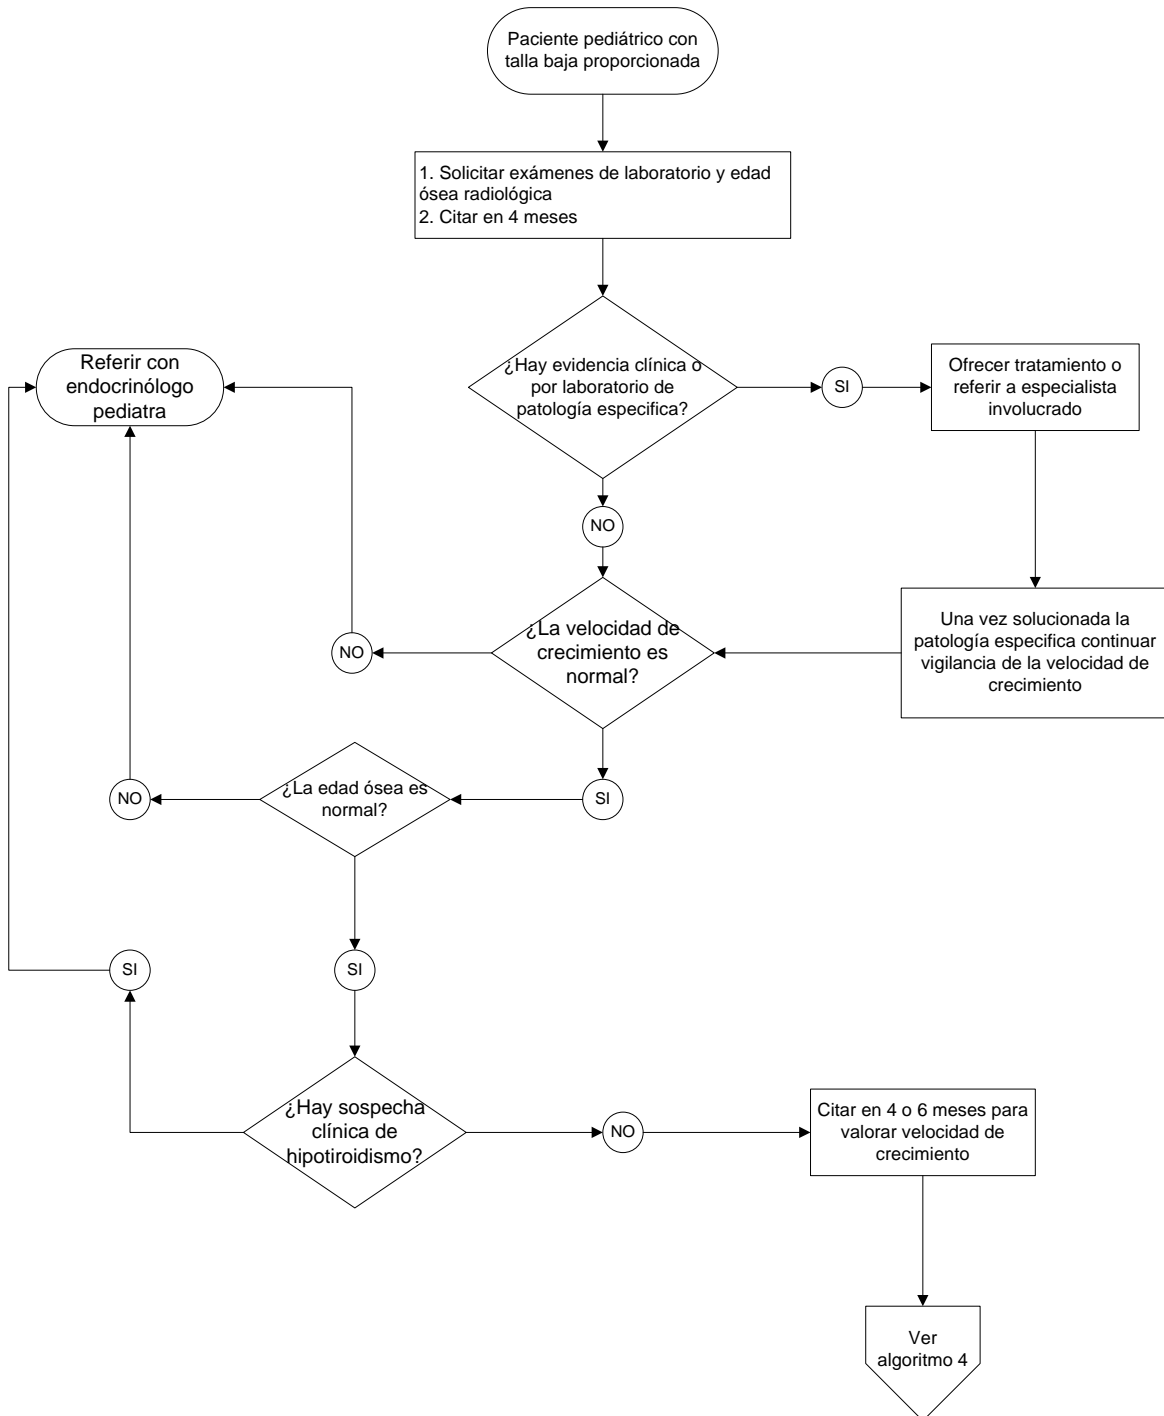 Paciente pediátrico con
talla baja proporcionada
1. Solicitar exámenes de laboratorio y edad
ósea radiológica
2. Citar en 4 meses
¿Hay evidencia clínica o
por laboratorio de
patología especifica?
SI
Ofrecer tratamiento o
referir a especialista
involucrado
Referir con
endocrinólogo
pediatra
NO
¿La velocidad de
crecimiento es
normal?
NO
Una vez solucionada la
patología especifica continuar
vigilancia de la velocidad de
crecimiento
¿La edad ósea es
normal?
NO
SI
SI
SI
¿Hay sospecha
clínica de
hipotiroidismo?
NO
Citar en 4 o 6 meses para
valorar velocidad de
crecimiento
Ver
algoritmo 4